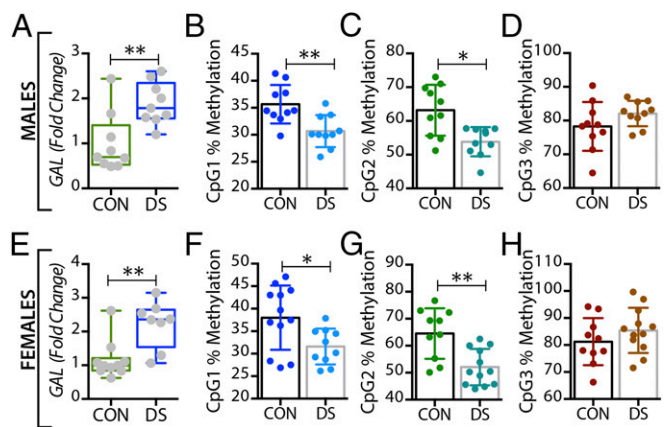 A B C D
MALES
GAL (Fold Change)
3
2
1
0
**
CON DS
CpG1 % Methylation
45
40
35
30
25
20
**
CON DS
CpG2 % Methylation
80
70
60
50
40
*
CON DS
CpG3 % Methylation
100
90
80
70
60
CON DS
E F G H
FEMALES
GAL (Fold Change)
4
3
2
1
0
**
CON DS
CpG1 % Methylation
50
45
40
35
30
25
20
*
CON DS
CpG2 % Methylation
90
80
70
60
50
40
**
CON DS
CpG3 % Methylation
110
100
90
80
70
60
CON DS